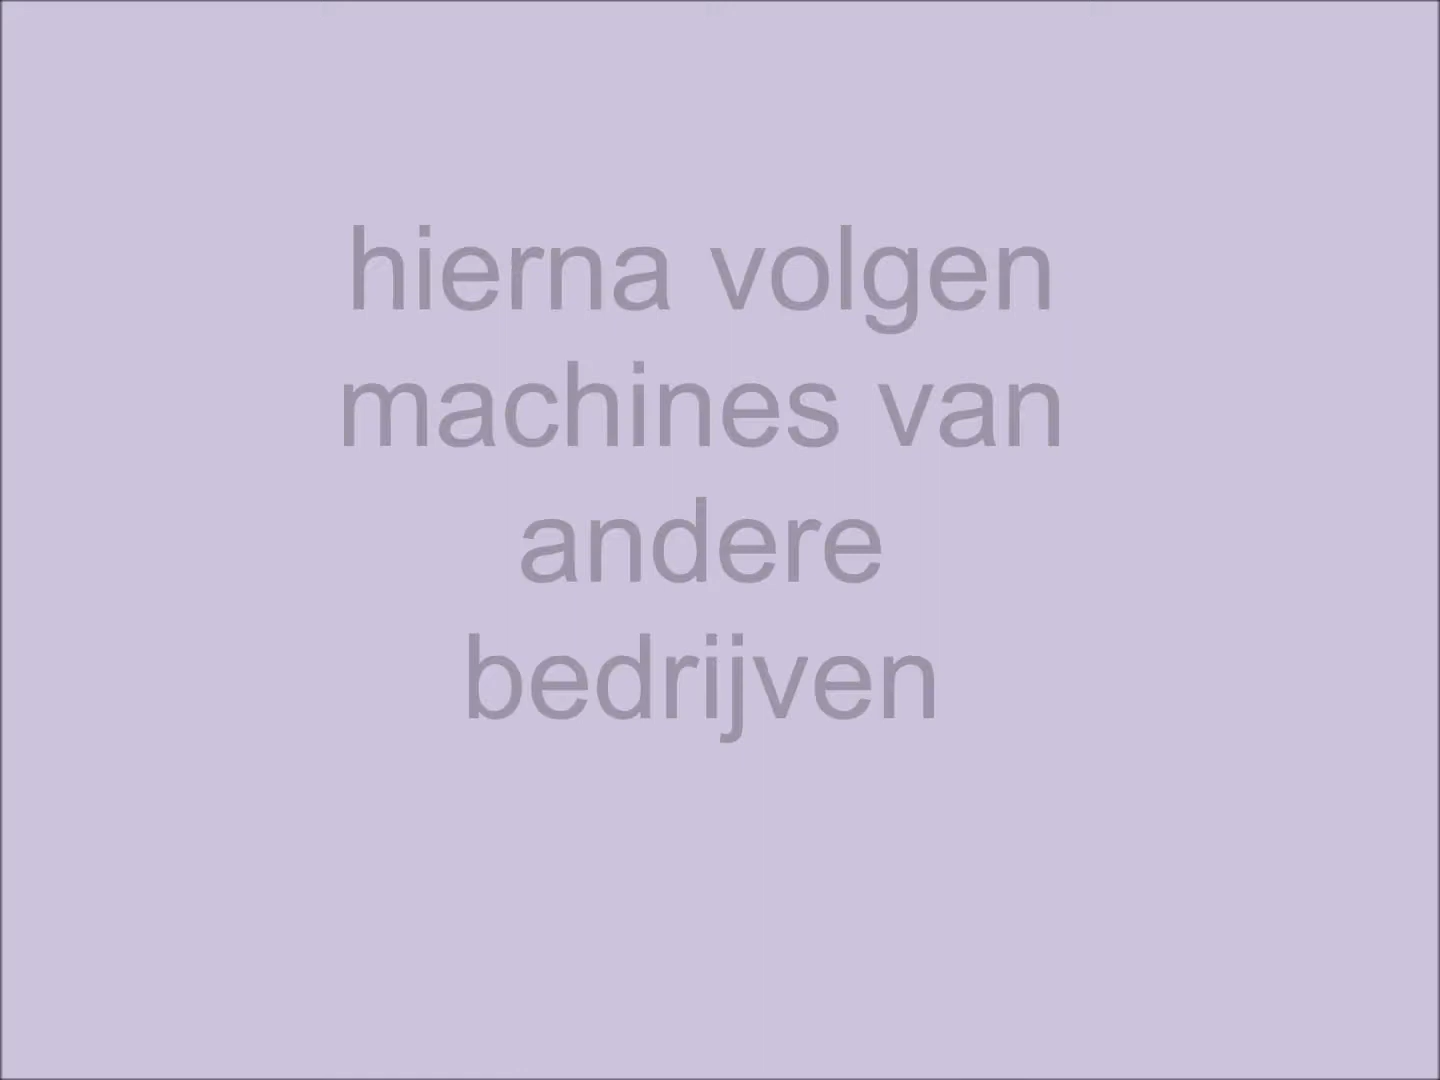 hierna volgen
machines van
andere
bedrijven